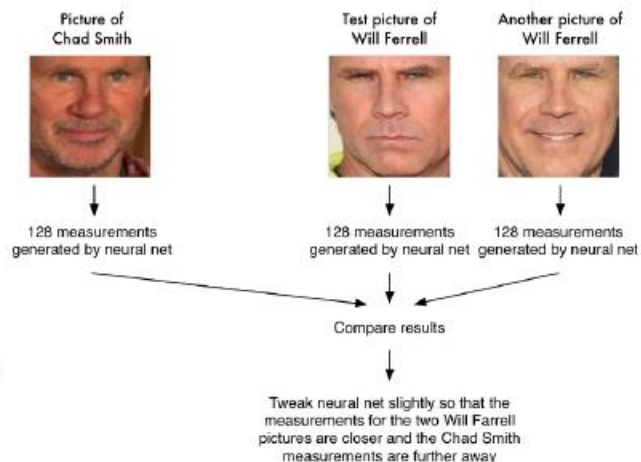 Picture of
Chad Smith
Test picture of
Will Ferrell
Another picture of
Will Ferrell
128 measurements
generated by neural net
128 measurements
generated by neural net
128 measurements
generated by neural net
Compare results
Tweak neural net slightly so that the
measurements for the two Will Farrell
pictures are closer and the Chad Smith
measurements are further away